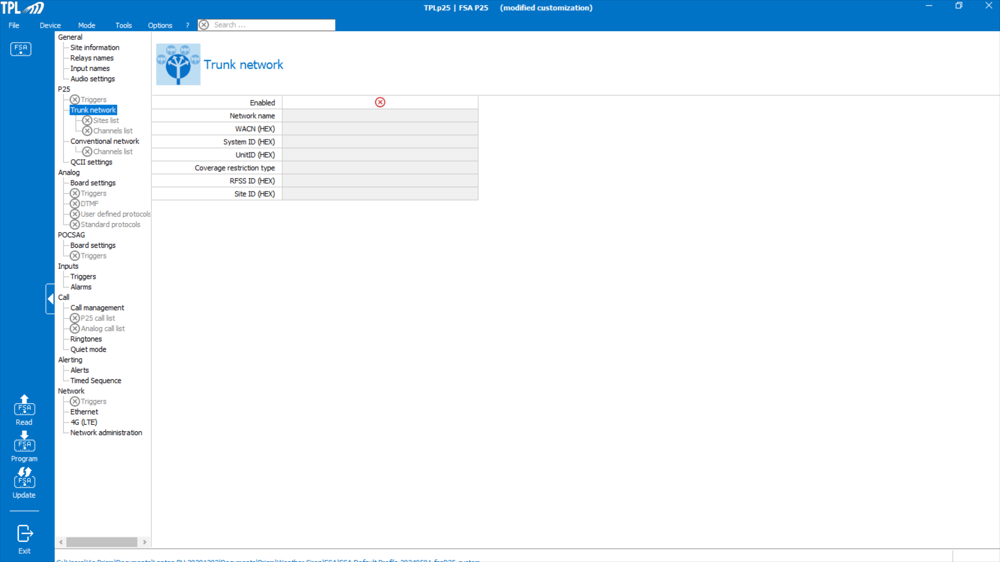 TPL
TPLp25 | FSA P25 (modified customization)
File Device Mode Tools Options ? Search ...
FSA
General
Site information
Relays names
Input names
Audio settings
P25
Triggers
Trunk network
Sites list
Channels list
Conventional network
Channels list
QCII settings
Analog
Board settings
Triggers
DTMF
User defined protocols
Standard protocols
POCSAG
Board settings
Triggers
Inputs
Triggers
Alarms
Call
Call management
P25 call list
Analog call list
Ringtones
Quiet mode
Alerting
Alerts
Timed Sequence
Network
Triggers
Ethernet
4G (LTE)
Network administration
Trunk network
Enabled
Network name
WACN (HEX)
System ID (HEX)
UnitID (HEX)
Coverage restriction type
RFSS ID (HEX)
Site ID (HEX)
FSA
Read
FSA
Program
FSA
Update
Exit